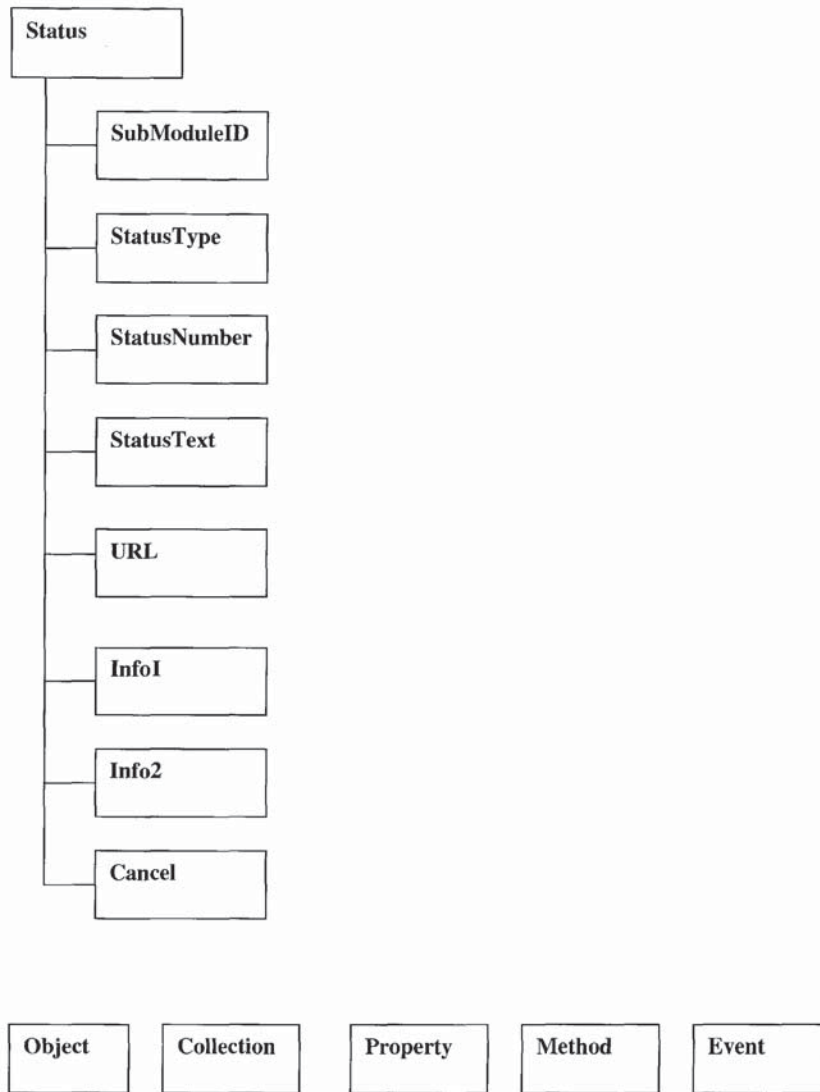 Status
SubModuleID
StatusType
StatusNumber
StatusText
URL
InfoI
Info2
Cancel
Object Collection Property Method Event